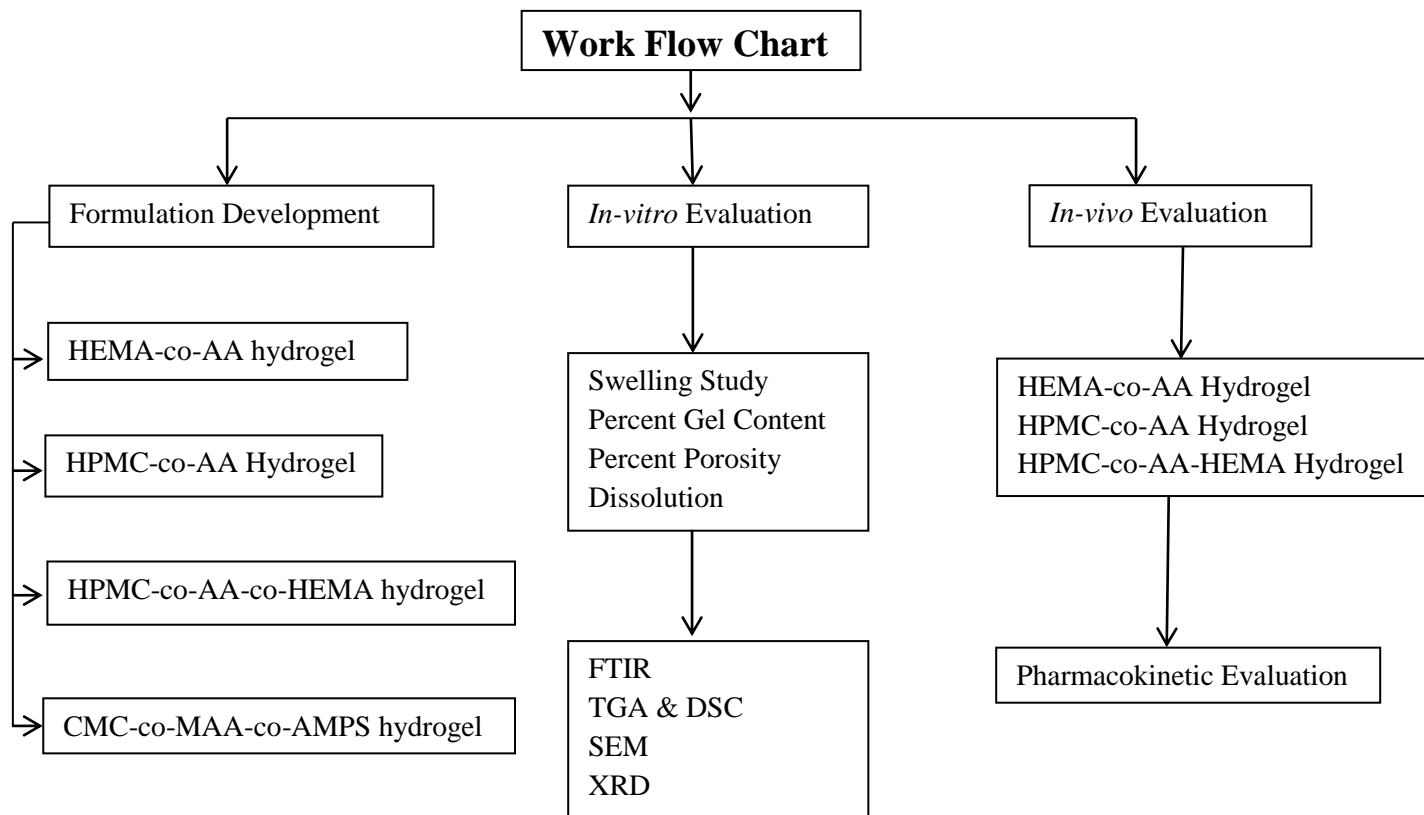 Work Flow Chart
Formulation Development
HEMA-co-AA hydrogel
HPMC-co-AA Hydrogel
HPMC-co-AA-co-HEMA hydrogel
CMC-co-MAA-co-AMPS hydrogel
In-vitro Evaluation
Swelling Study
Percent Gel Content
Percent Porosity
Dissolution
FTIR
TGA & DSC
SEM
XRD
In-vivo Evaluation
HEMA-co-AA Hydrogel
HPMC-co-AA Hydrogel
HPMC-co-AA-HEMA Hydrogel
Pharmacokinetic Evaluation